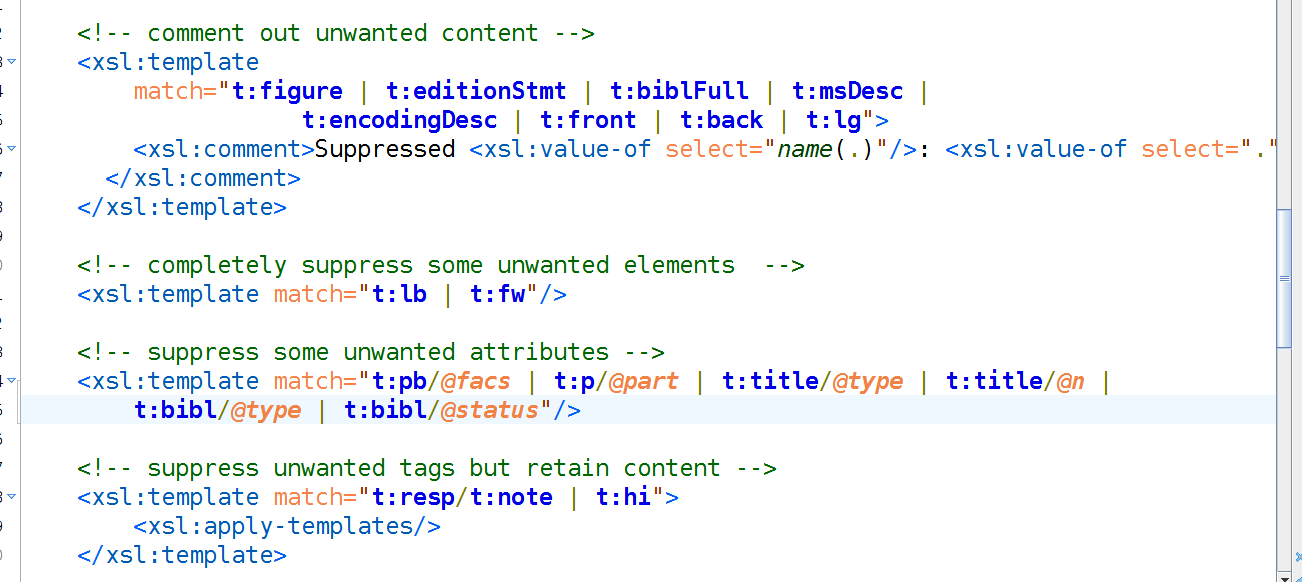 <!-- comment out unwanted content -->
<xsl:template
match="t:figure | t:editionStmt | t:biblFull | t:msDesc |
t:encodingDesc | t:front | t:back | t:lg">
<xsl:comment>Suppressed <xsl:value-of select="name(.)"/>: <xsl:value-of select="."
</xsl:comment>
</xsl:template>
<!-- completely suppress some unwanted elements  -->
<xsl:template match="t:lb | t:fw"/>
<!-- suppress some unwanted attributes -->
<xsl:template match="t:pb/@facs | t:p/@part | t:title/@type | t:title/@n |
t:bibl/@type | t:bibl/@status"/>
<!-- suppress unwanted tags but retain content -->
<xsl:template match="t:resp/t:note | t:hi">
<xsl:apply-templates/>
</xsl:template>